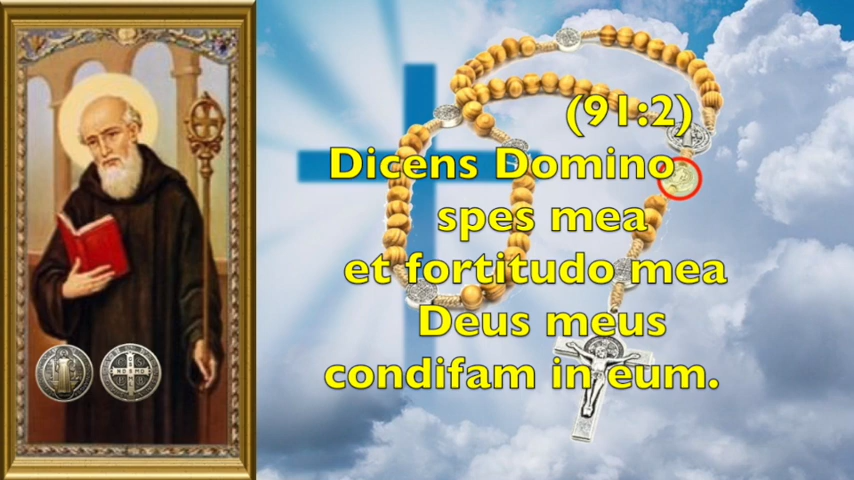 (91:2)
Dicens Domino
spes mea
et fortitudo mea
Deus meus
condifam in eum.